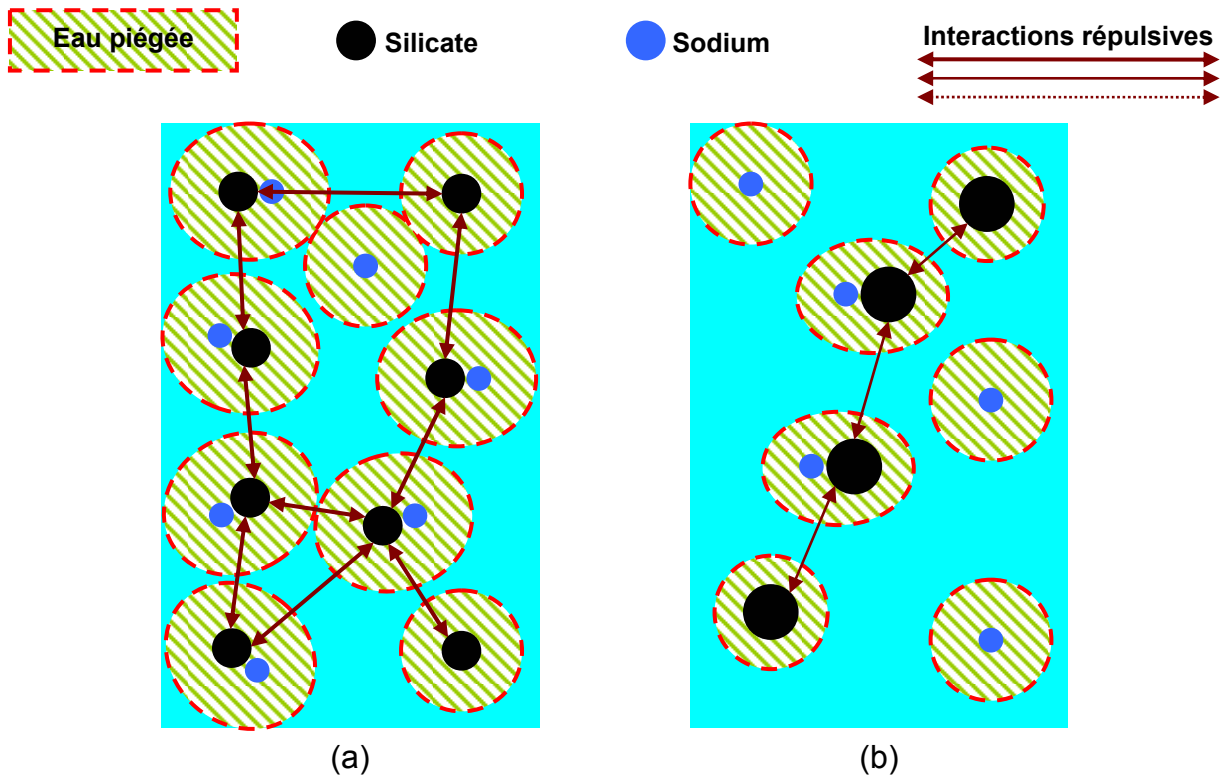 Eau piégée
Silicate
Sodium
Interactions répulsives
(a)
(b)